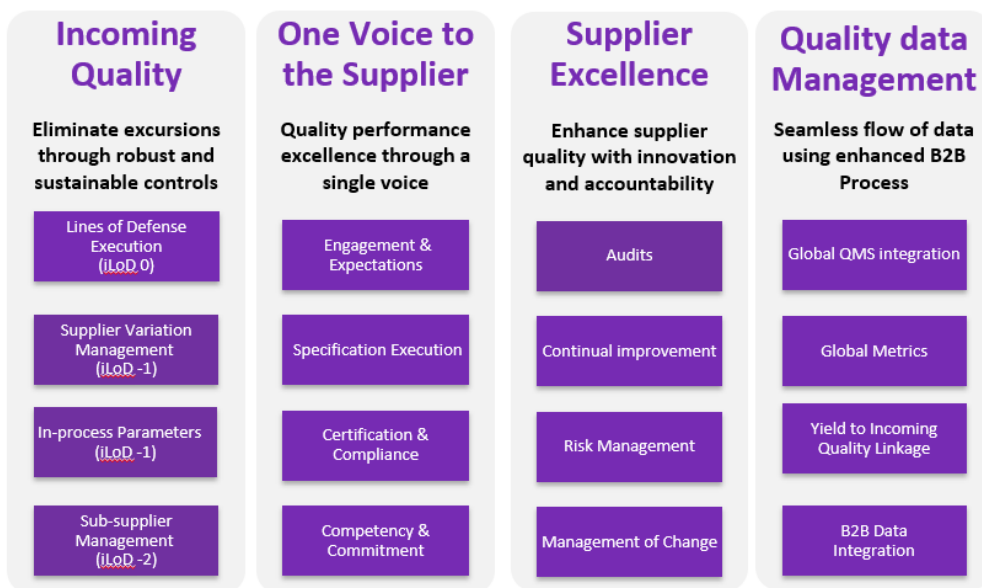 Incoming
Quality
Eliminate excursions
through robust and
sustainable controls
Lines of Defense
Execution
(iLoD 0)
Supplier Variation
Management
(iLoD -1)
In-process Parameters
(iLoD -1)
Sub-supplier
Management
(iLoD -2)
One Voice to
the Supplier
Quality performance
excellence through a
single voice
Engagement &
Expectations
Specification Execution
Certification &
Compliance
Competency &
Commitment
Supplier
Excellence
Enhance supplier
quality with innovation
and accountability
Audits
Continual improvement
Risk Management
Management of Change
Quality data
Management
Seamless flow of data
using enhanced B2B
Process
Global QMS integration
Global Metrics
Yield to Incoming
Quality Linkage
B2B Data
Integration